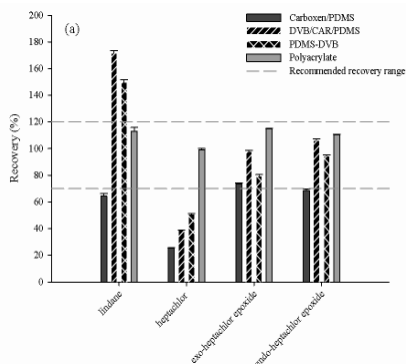 (a)
Carboxen/PDMS
DVB/CAR/PDMS
PDMS-DVB
Polyacrylate
Recommended recovery range
Recovery (%)
200
180
160
140
120
100
80
60
40
20
0
lindane
heptachlor
exo-heptachlor epoxide
endo-heptachlor epoxide